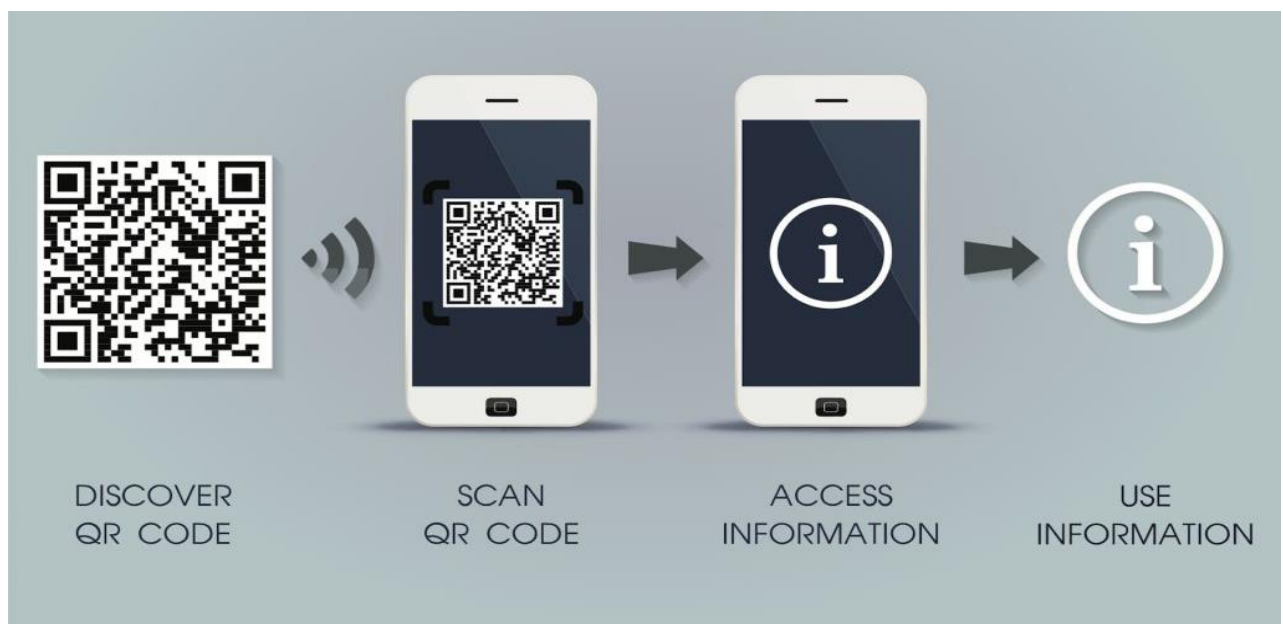 DISCOVER
QR CODE
SCAN
QR CODE
ACCESS
INFORMATION
USE
INFORMATION